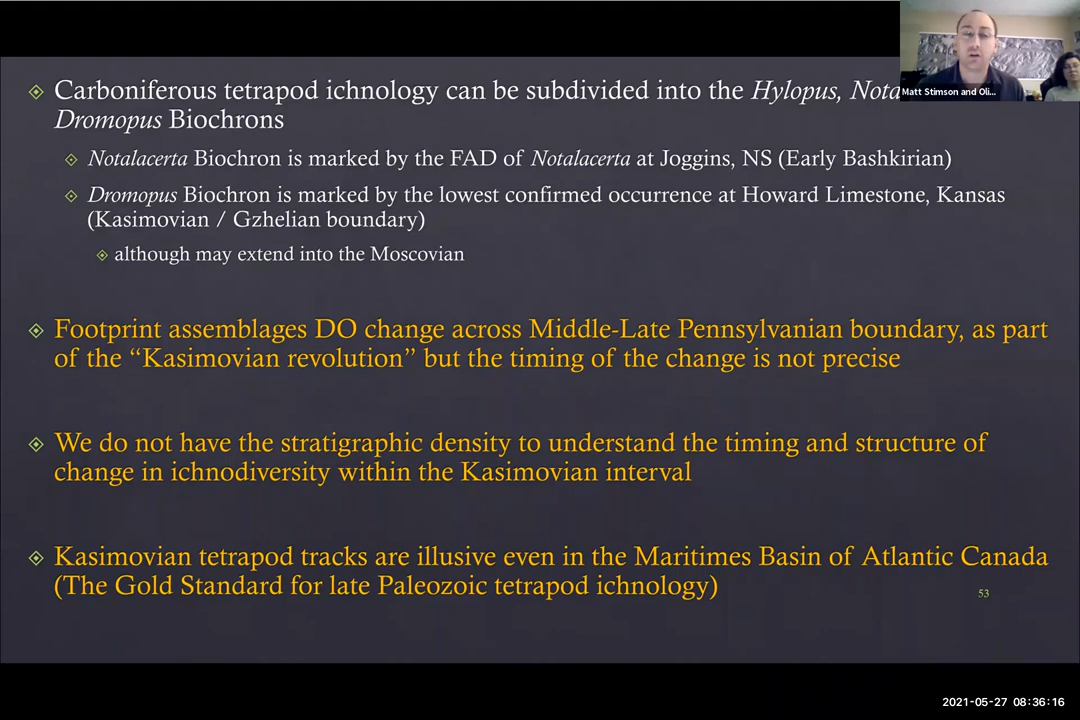 Carboniferous tetrapod ichnology can be subdivided into the Hylopus, Nota
Dromopus Biochrons
Notalacerta Biochron is marked by the FAD of Notalacerta at Joggins, NS (Early Bashkirian)
Dromopus Biochron is marked by the lowest confirmed occurrence at Howard Limestone, Kansas
(Kasimovian / Gzhelian boundary)
although may extend into the Moscovian
Footprint assemblages DO change across Middle-Late Pennsylvanian boundary, as part
of the “Kasimovian revolution” but the timing of the change is not precise
We do not have the stratigraphic density to understand the timing and structure of
change in ichnodiversity within the Kasimovian interval
Kasimovian tetrapod tracks are illusive even in the Maritimes Basin of Atlantic Canada
(The Gold Standard for late Paleozoic tetrapod ichnology)
53
Matt Stimson and Oli...
2021-05-27 08:36:16